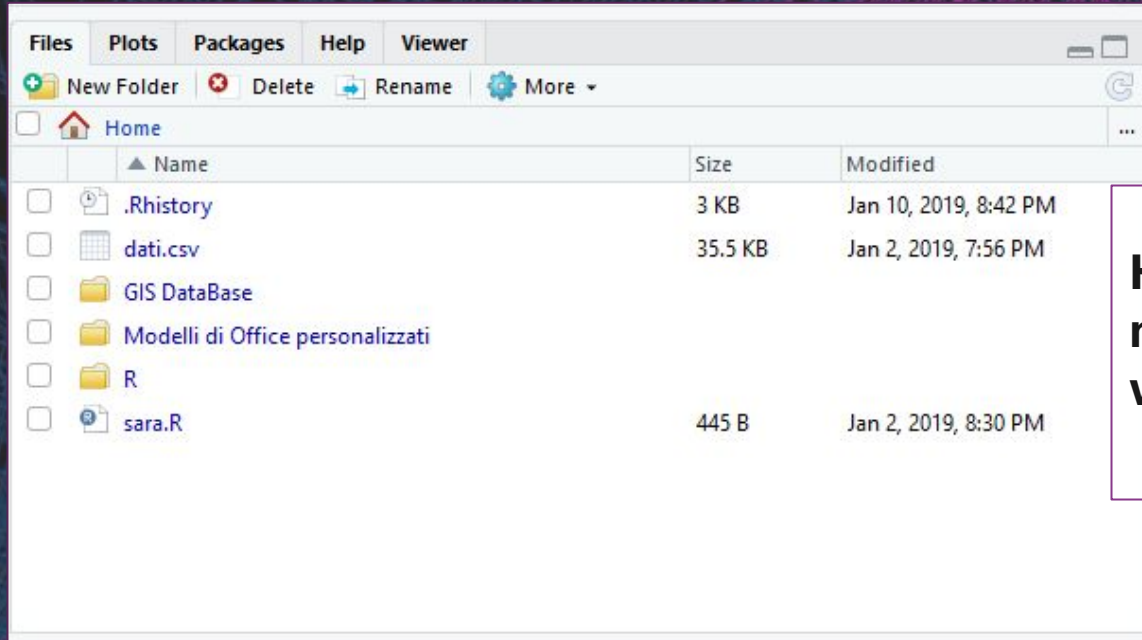 Files Plots Packages Help Viewer
New Folder Delete Rename More
Home ...
Name Size Modified
.Rhistory 3 KB Jan 10, 2019, 8:42 PM
dati.csv 35.5 KB Jan 2, 2019, 7:56 PM
GIS DataBase
Modelli di Office personalizzati
R
sara.R 445 B Jan 2, 2019, 8:30 PM